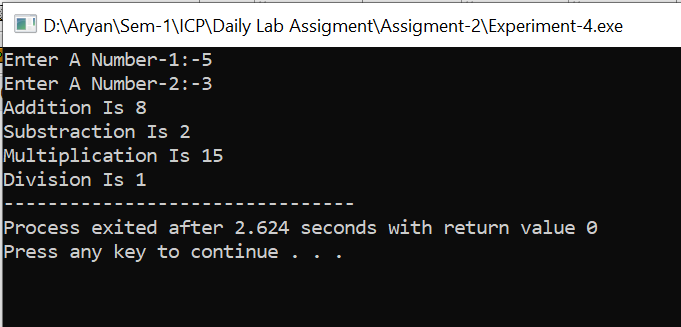 D:\Aryan\Sem-1\ICP\Daily Lab Assigment\Assigment-2\Experiment-4.exe
Enter A Number-1:-5
Enter A Number-2:-3
Addition Is 8
Substraction Is 2
Multiplication Is 15
Division Is 1
--------------------------------
Process exited after 2.624 seconds with return value 0
Press any key to continue . . .